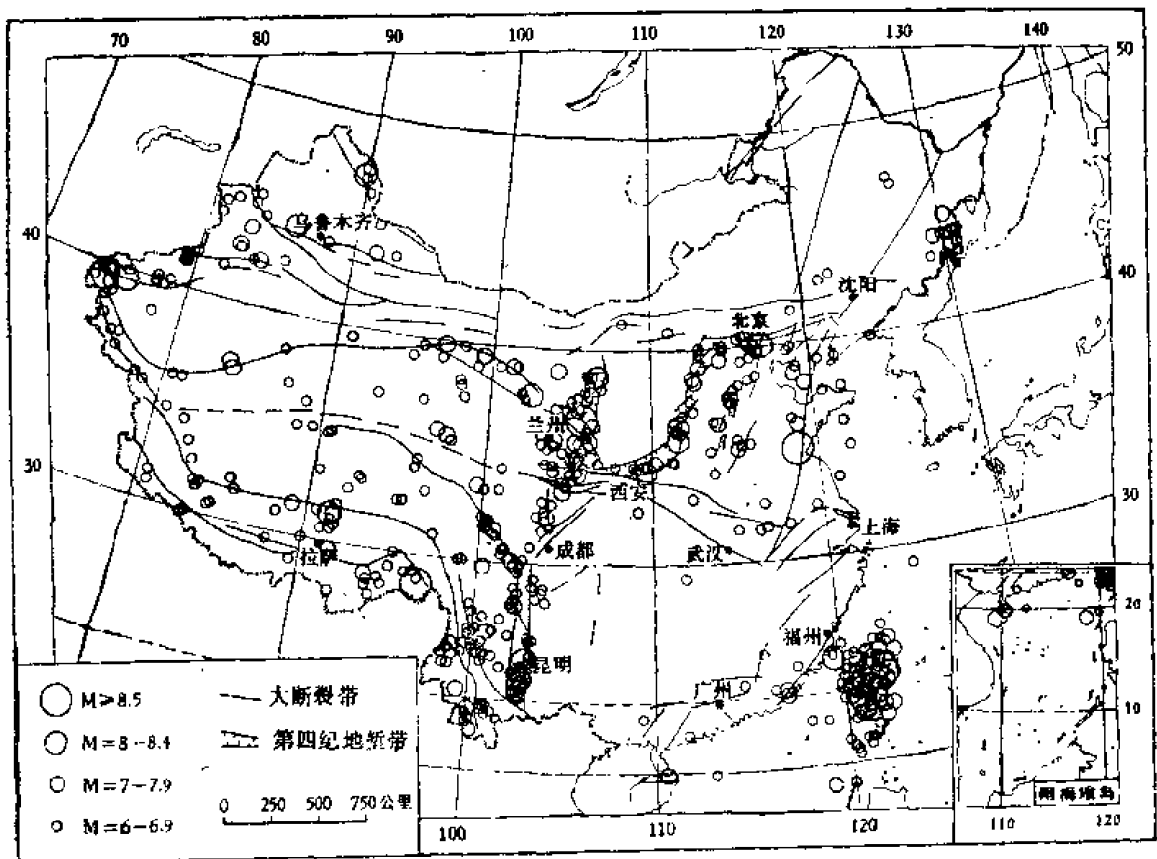 70 80 90 100 110 120 130 140 50
40
乌鲁木齐
40
沈阳
北京
兰州
30
西安
30
上海
拉萨
成都
武汉
福州
20
昆明
广州
M≥8.5
大断裂带
M=8-8.4
第四纪地堑带
10
M=7-7.9
0 250 500 750公里
南海诸岛
M=6-6.9
100 110 120
110 120